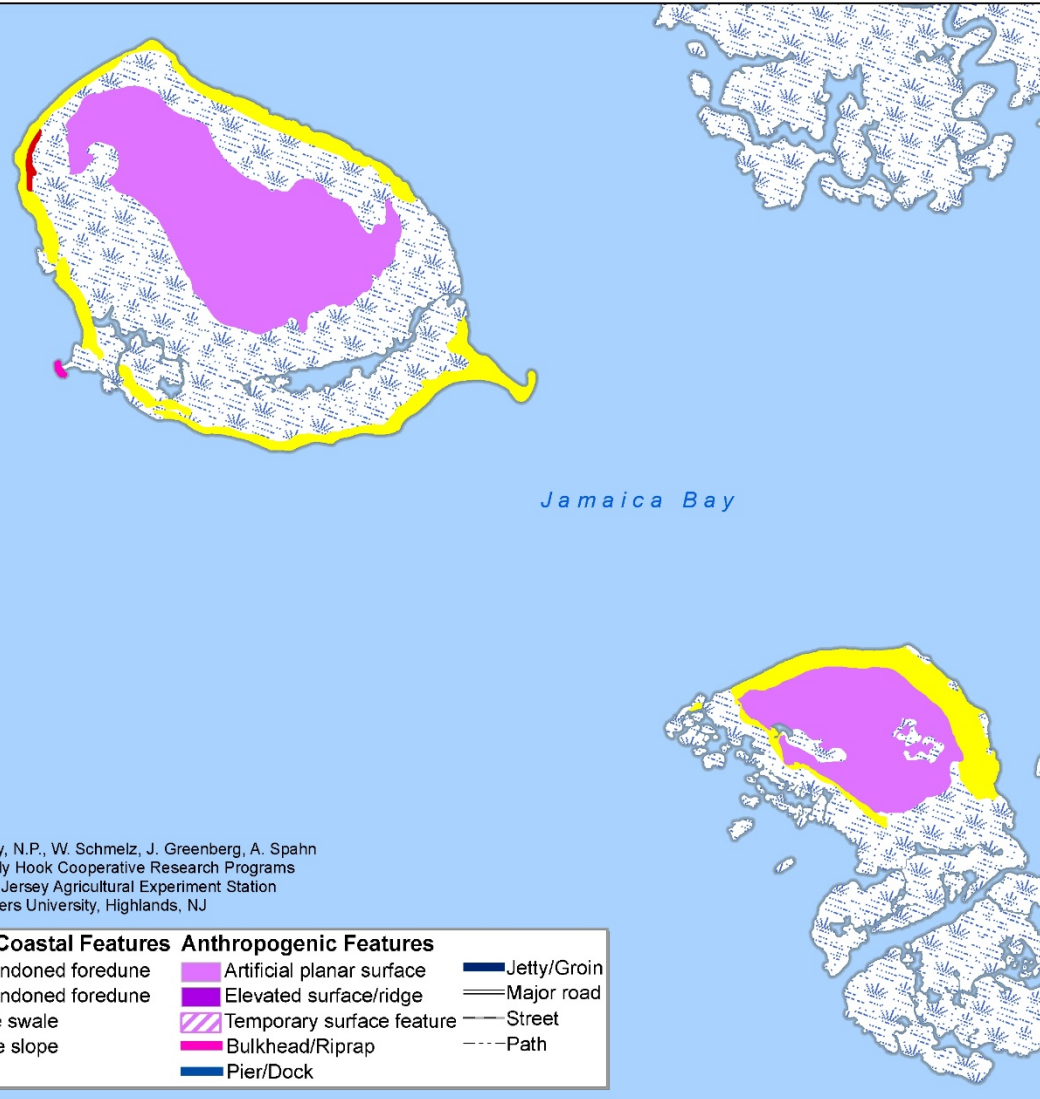 Jamaica Bay
y, N.P., W. Schmelz, J. Greenberg, A. Spahn
y Hook Cooperative Research Programs
Jersey Agricultural Experiment Station
ers University, Highlands, NJ
Coastal Features Anthropogenic Features
ndoned foredune Artificial planar surface Jetty/Groin
ndoned foredune Elevated surface/ridge Major road
e swale Temporary surface feature Street
e slope Bulkhead/Riprap Path
Pier/Dock